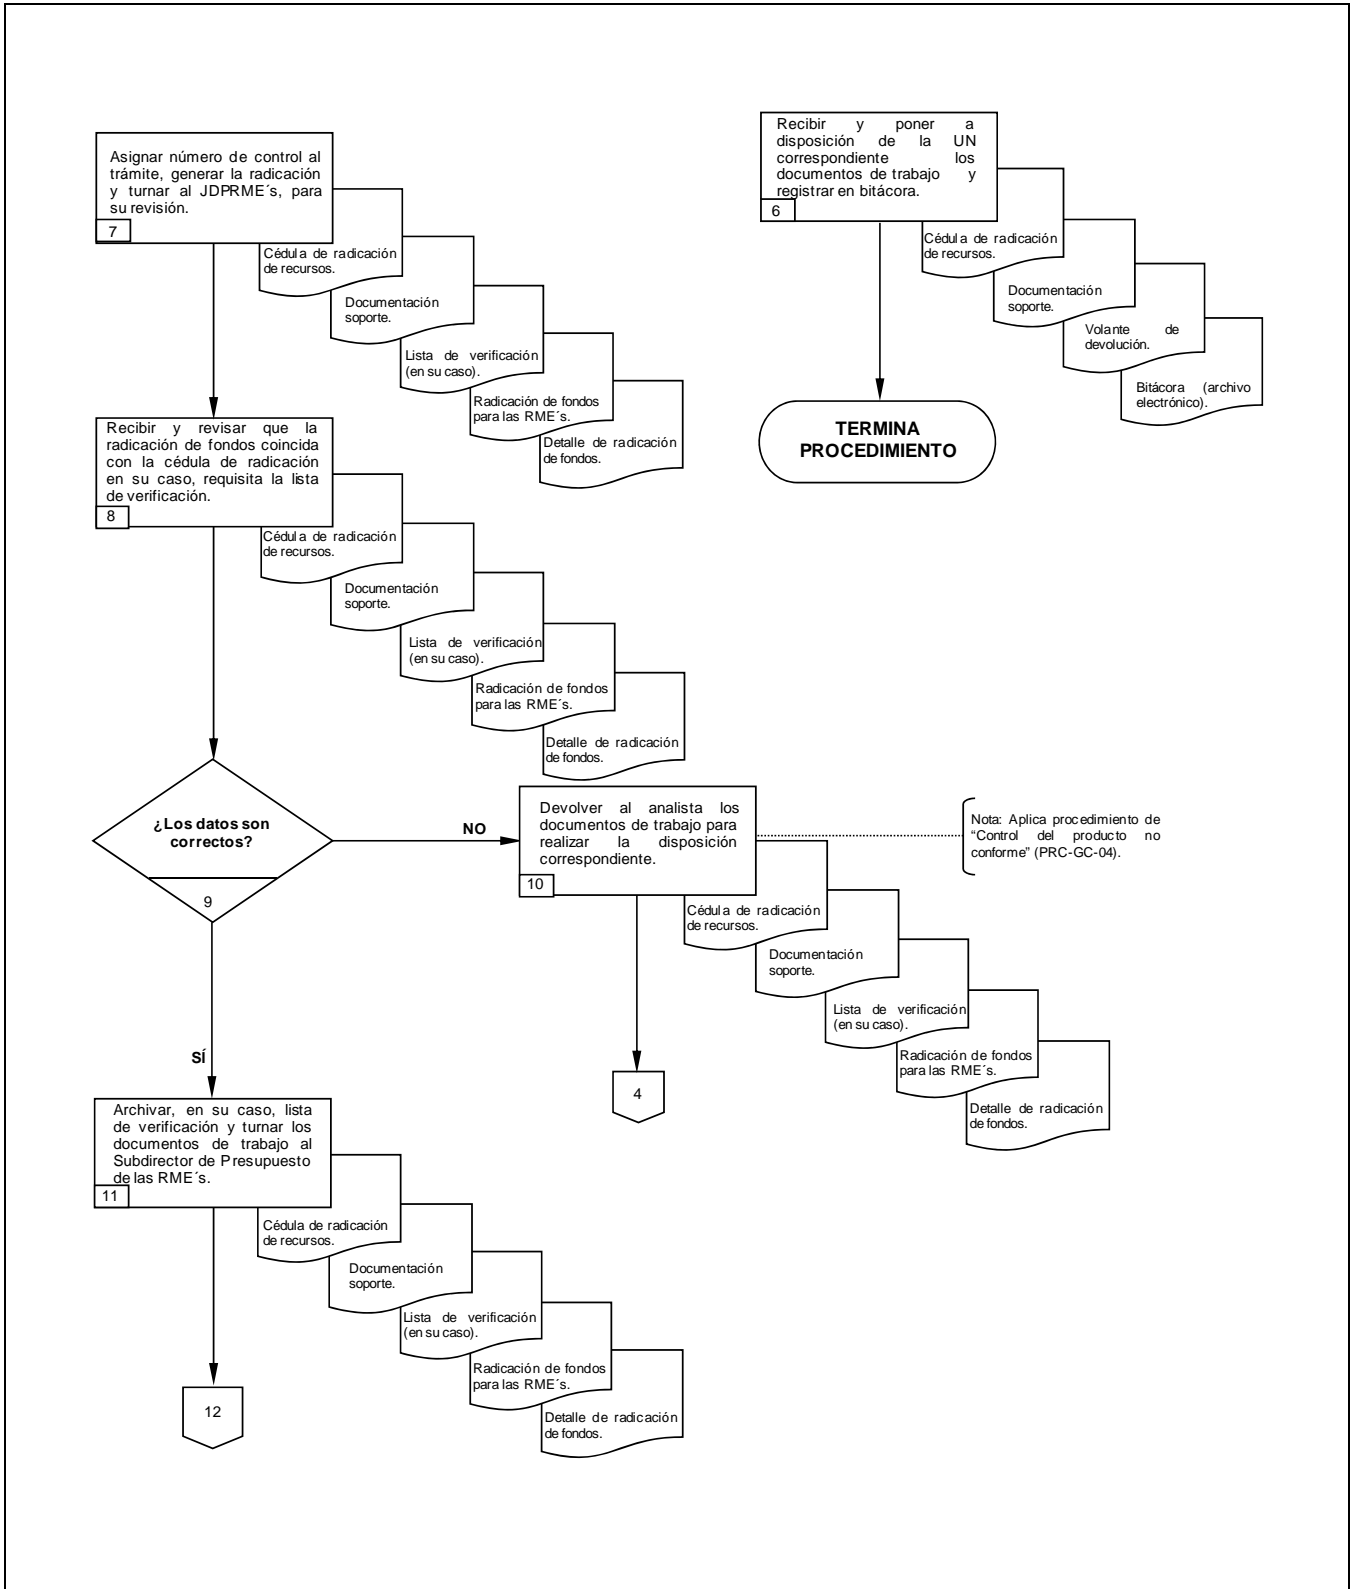 Asignar número de control al
trámite, generar la radicación
y turnar al JDPRME´s, para
su revisión.
7
Cédula de radicación
de recursos.
Documentación
soporte.
Lista de verificación
(en su caso).
Radicación de fondos
para las RME´s.
Detalle de radicación
de fondos.
Recibir y poner a
disposición de la UN
correspondiente los
documentos de trabajo y
registrar en bitácora.
6
Cédula de radicación
de recursos.
Documentación
soporte.
Volante de
devolución.
Bitácora (archivo
electrónico).
TERMINA
PROCEDIMIENTO
Recibir y revisar que la
radicación de fondos coincida
con la cédula de radicación
en su caso, requisita la lista
de verificación.
8
Cédula de radicación
de recursos.
Documentación
soporte.
Lista de verificación
(en su caso).
Radicación de fondos
para las RME´s.
Detalle de radicación
de fondos.
¿Los datos son
correctos?
9
NO
Devolver al analista los
documentos de trabajo para
realizar la disposición
correspondiente.
10
Nota: Aplica procedimiento de
“Control del producto no
conforme” (PRC-GC-04).
Cédula de radicación
de recursos.
Documentación
soporte.
Lista de verificación
(en su caso).
Radicación de fondos
para las RME´s.
Detalle de radicación
de fondos.
4
SÍ
Archivar, en su caso, lista
de verificación y turnar los
documentos de trabajo al
Subdirector de Presupuesto
de las RME´s.
11
Cédula de radicación
de recursos.
Documentación
soporte.
Lista de verificación
(en su caso).
Radicación de fondos
para las RME´s.
Detalle de radicación
de fondos.
12